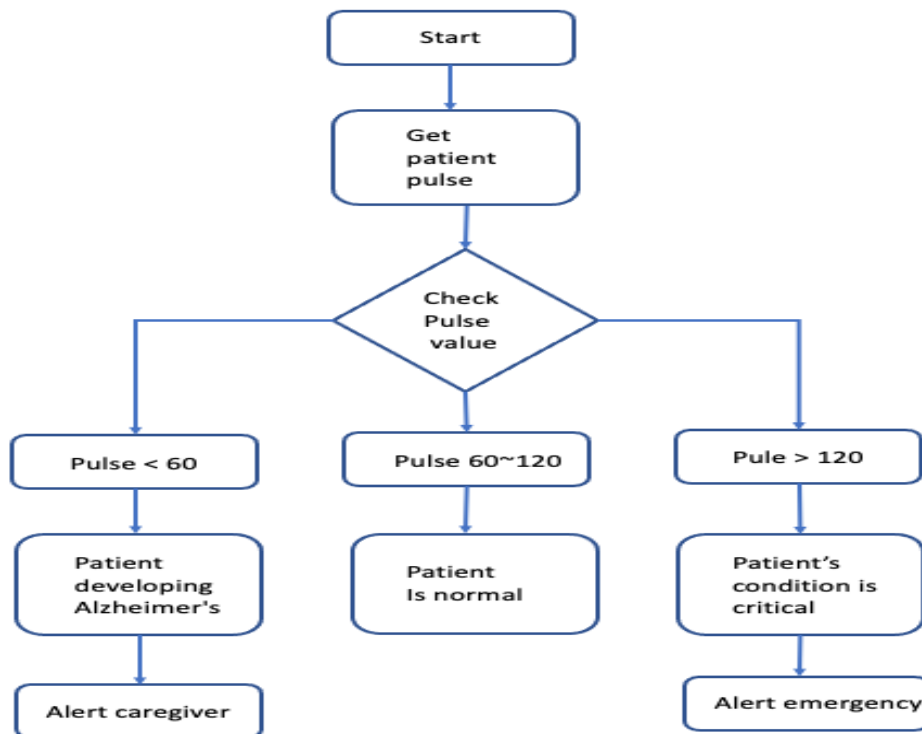 Start
Get
patient
pulse
Check
Pulse
value
Pulse < 60
Pulse 60~120
Pule > 120
Patient
developing
Alzheimer's
Patient
Is normal
Patient’s
condition is
critical
Alert caregiver
Alert emergency